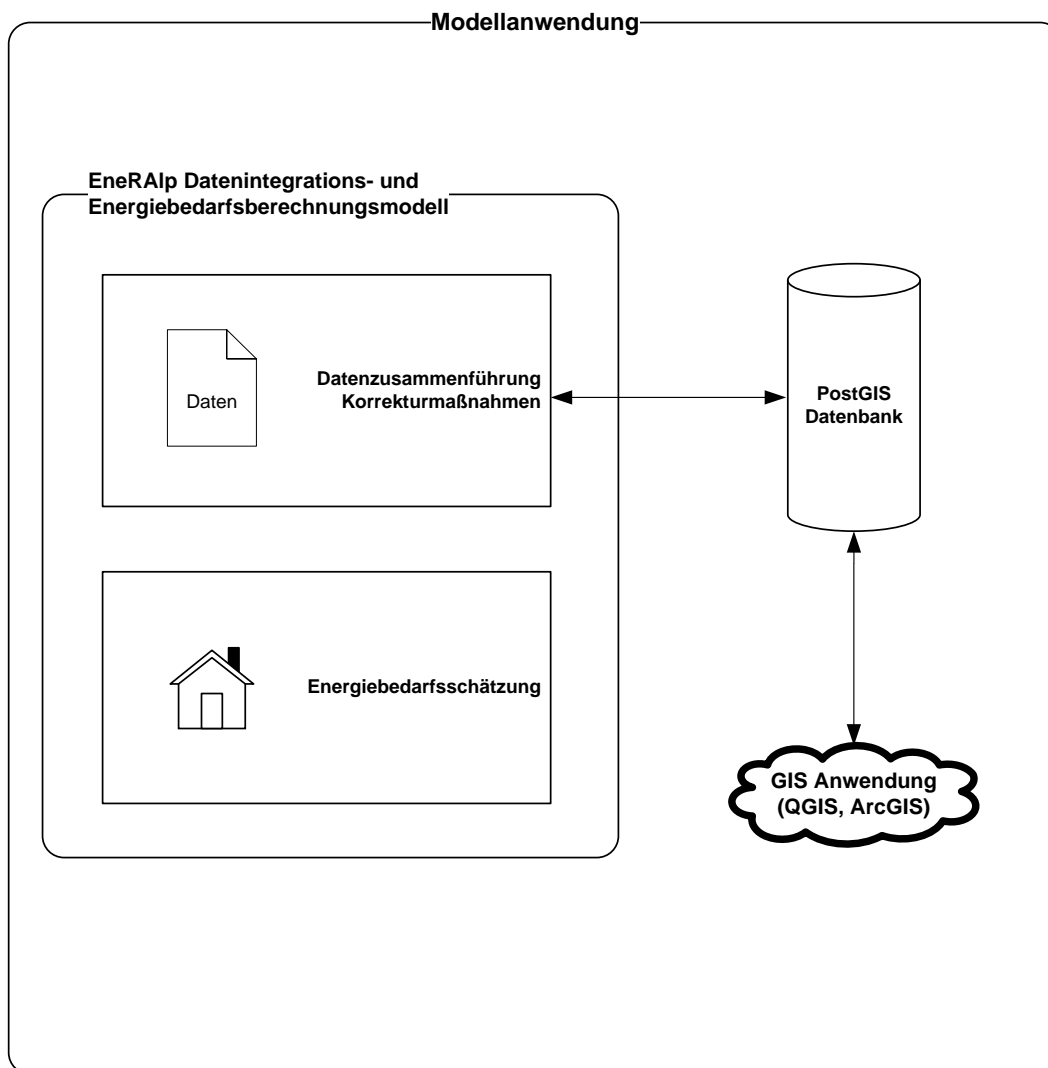 Modellanwendung
EneRAlp Datenintegrations- und
Energiebedarfsberechnungsmodell
Daten
Datenzusammenführung
Korrekturmaßnahmen
PostGIS
Datenbank
Energiebedarfsschätzung
GIS Anwendung
(QGIS, ArcGIS)